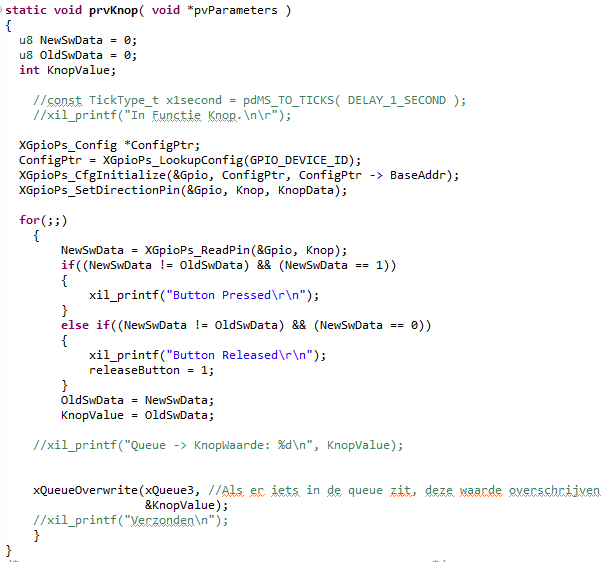 static void prvKnop( void *pvParameters )
{
u8 NewSwData = 0;
u8 OldSwData = 0;
int KnopValue;
//const TickType_t x1second = pdMS_TO_TICKS( DELAY_1_SECOND );
//xil_printf("In Functie Knop.\n\r");
XGpioPs_Config *ConfigPtr;
ConfigPtr = XGpioPs_LookupConfig(GPIO_DEVICE_ID);
XGpioPs_CfgInitialize(&Gpio, ConfigPtr, ConfigPtr -> BaseAddr);
XGpioPs_SetDirectionPin(&Gpio, Knop, KnopData);
for(;;)
{
NewSwData = XGpioPs_ReadPin(&Gpio, Knop);
if((NewSwData != OldSwData) && (NewSwData == 1))
{
xil_printf("Button Pressed\r\n");
}
else if((NewSwData != OldSwData) && (NewSwData == 0))
{
xil_printf("Button Released\r\n");
releaseButton = 1;
}
OldSwData = NewSwData;
KnopValue = OldSwData;
//xil_printf("Queue -> KnopWaarde: %d\n", KnopValue);
xQueueOverwrite(xQueue3, //Als er iets in de queue zit, deze waarde overschrijven
&KnopValue);
//xil_printf("Verzonden\n");
}
}